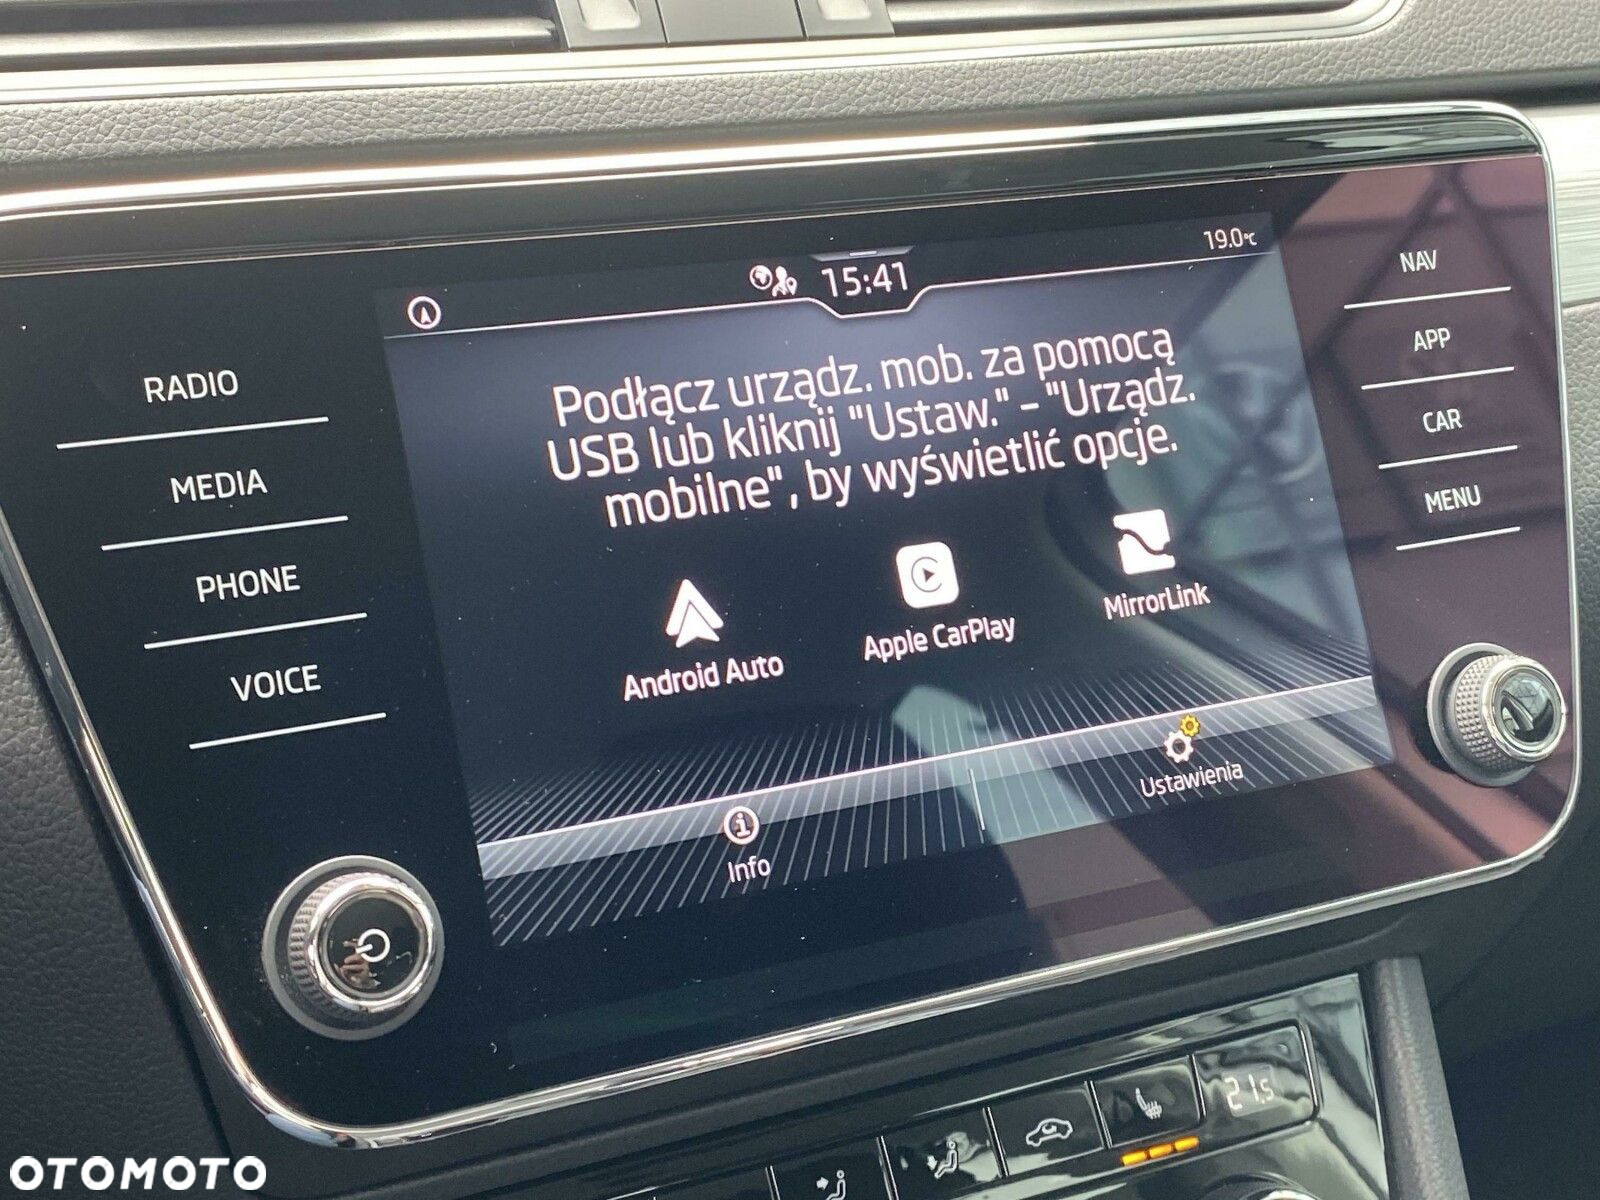 19.0°C
15:41
RADIO
MEDIA
PHONE
VOICE
Podłącz urządz. mob. za pomocą
USB lub kliknij "Ustaw." - "Urządz.
mobilne", by wyświetlić opcje.
Android Auto
Apple CarPlay
MirrorLink
Info
Ustawienia
NAV
APP
CAR
MENU
21.5
OTOMOTO